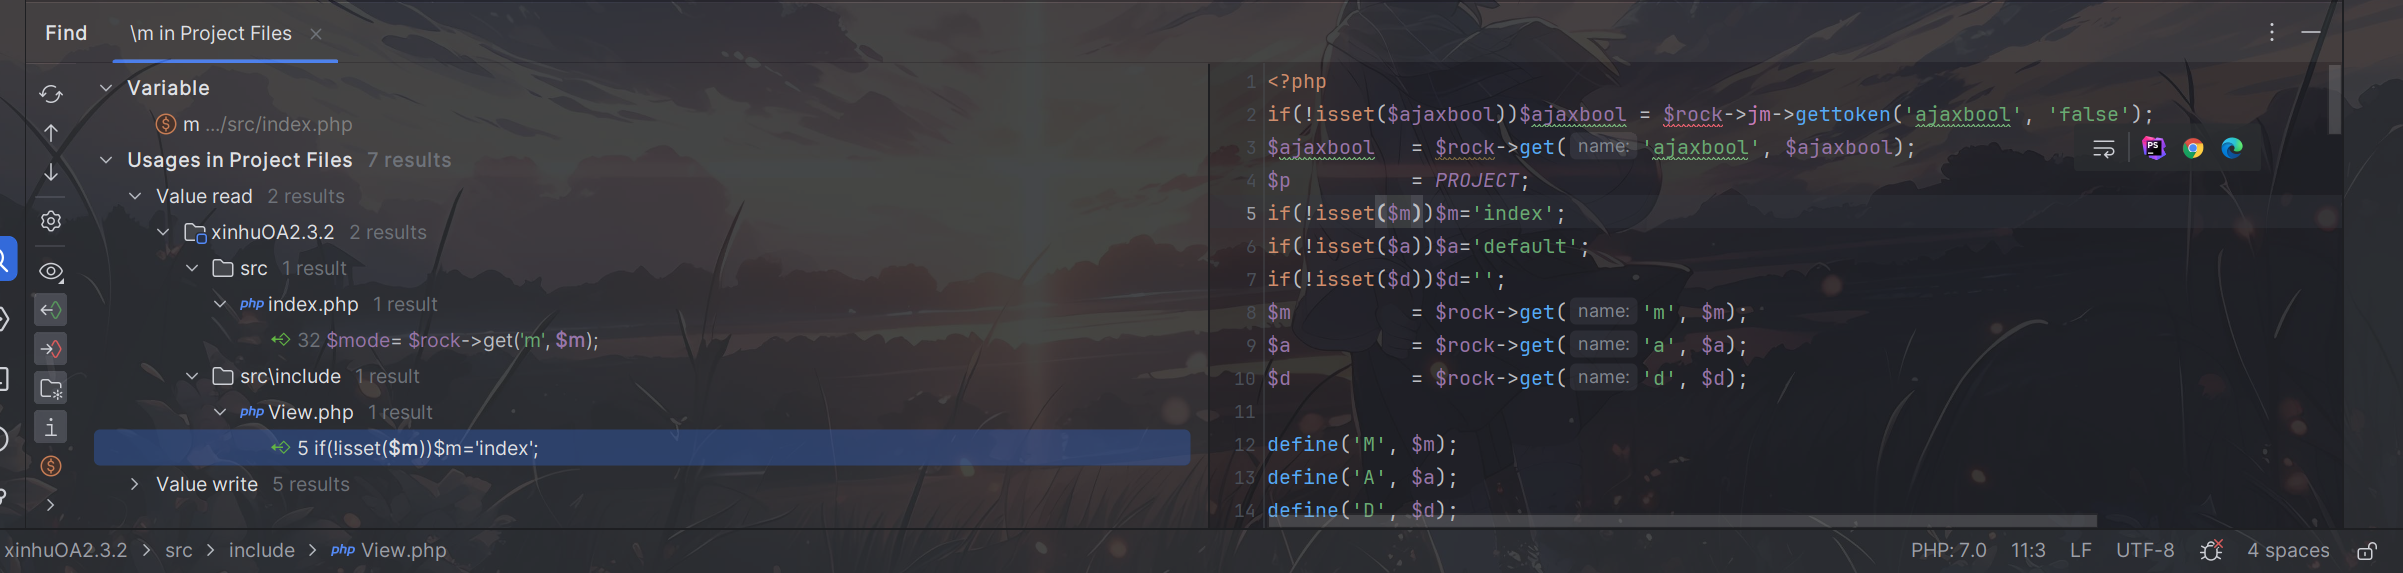 Find
\m in Project Files
Variable
m .../src/index.php
Usages in Project Files 7 results
Value read 2 results
xinhuOA2.3.2 2 results
src 1 result
php index.php 1 result
32 $mode= $rock->get('m', $m);
src\include 1 result
php View.php 1 result
5 if(!isset($m))$m='index';
Value write 5 results
1 <?php
2 if(!isset($ajaxbool))$ajaxbool = $rock->jm->gettoken('ajaxbool', 'false');
3 $ajaxbool = $rock->get( name: 'ajaxbool', $ajaxbool);
4 $p = PROJECT;
5 if(!isset($m))$m='index';
6 if(!isset($a))$a='default';
7 if(!isset($d))$d='';
8 $m = $rock->get( name: 'm', $m);
9 $a = $rock->get( name: 'a', $a);
10 $d = $rock->get( name: 'd', $d);
11
12 define('M', $m);
13 define('A', $a);
14 define('D', $d);
PS
xinhuOA2.3.2 > src > include > php View.php
PHP: 7.0 11:3 LF UTF-8 4 spaces